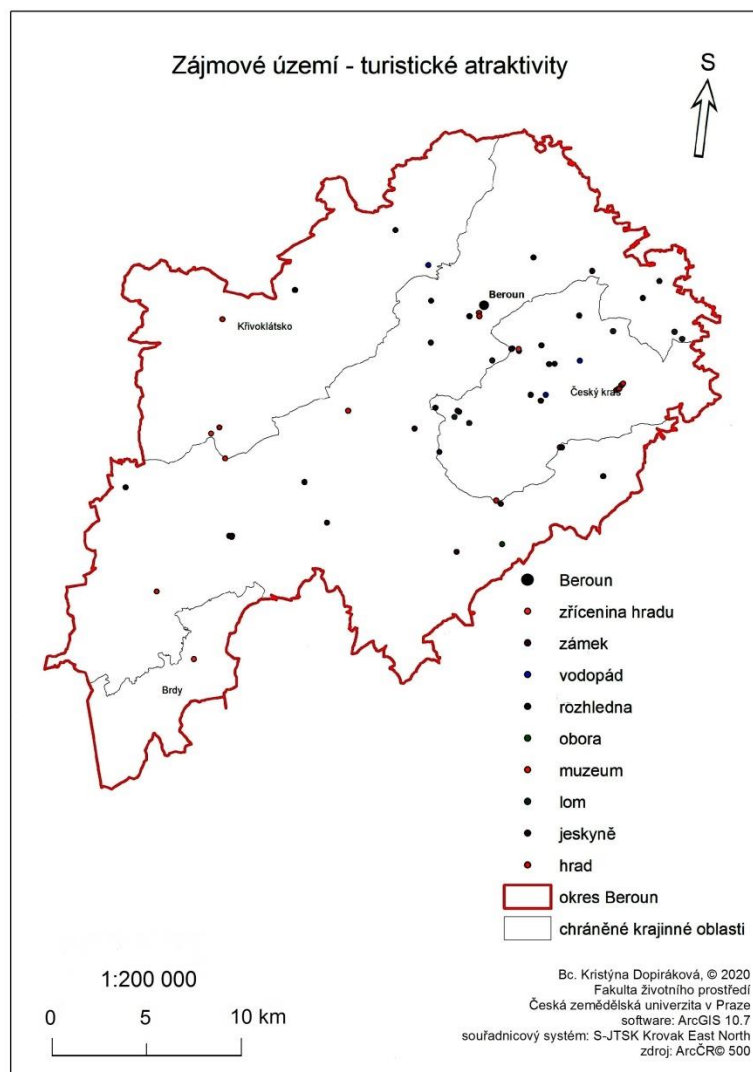 Zájmové území - turistické atraktivity
S
Beroun
Křivoklátsko
Český kras
Brdy
Beroun
zřícenina hradu
zámek
vodopád
rozhledna
obora
muzeum
lom
jeskyně
hrad
okres Beroun
chráněné krajinné oblasti
1:200 000
0 5 10 km
Bc. Kristýna Dopiráková, © 2020
Fakulta životního prostředí
Česká zemědělská univerzita v Praze
software: ArcGIS 10.7
souřadnicový systém: S-JTSK Krovak East North
zdroj: ArcČR© 500